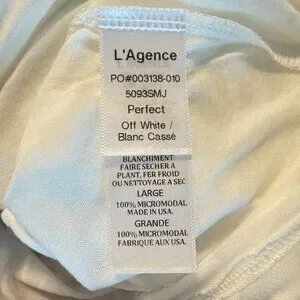 L'Agence
PO#003138-010
5093SMJ
Perfect
Off White /
Blanc Cassé
BLANCHIMENT
FAIRE SECHER A
PLANT, FER FROID
OU NETTOYAGE A SEC
LARGE
100% MICROMODAL
MADE IN USA.
GRANDE
100% MICROMODAL
FABRIQUE AUX USA.